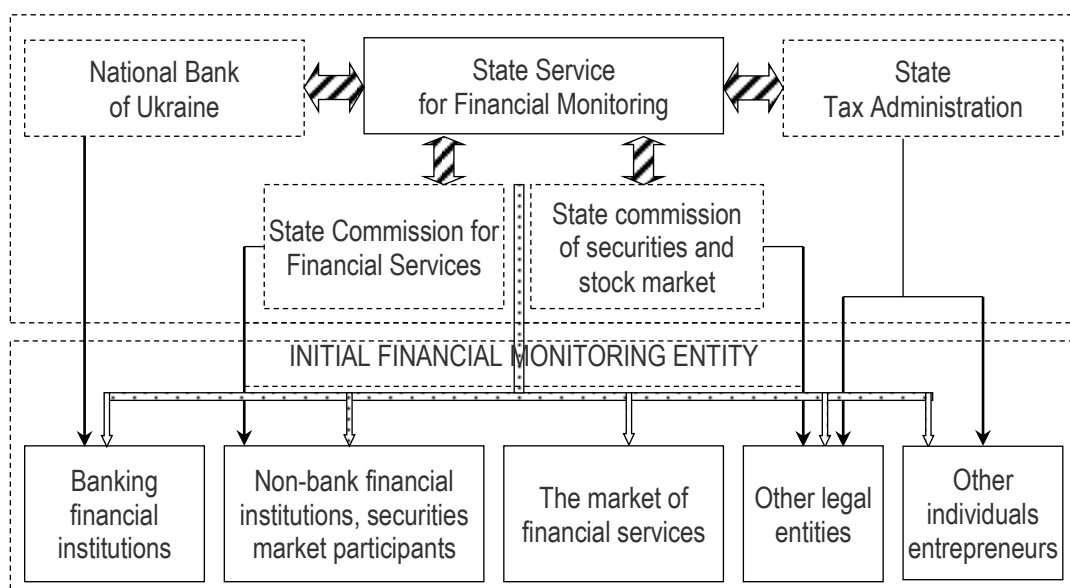 National Bank
of Ukraine
State Service
for Financial Monitoring
State
Tax Administration
State Commission for
Financial Services
State commission
of securities and
stock market
INITIAL FINANCIAL MONITORING ENTITY
Banking
financial
institutions
Non-bank financial
institutions, securities
market participants
The market of
financial services
Other legal
entities
Other
individuals
entrepreneurs